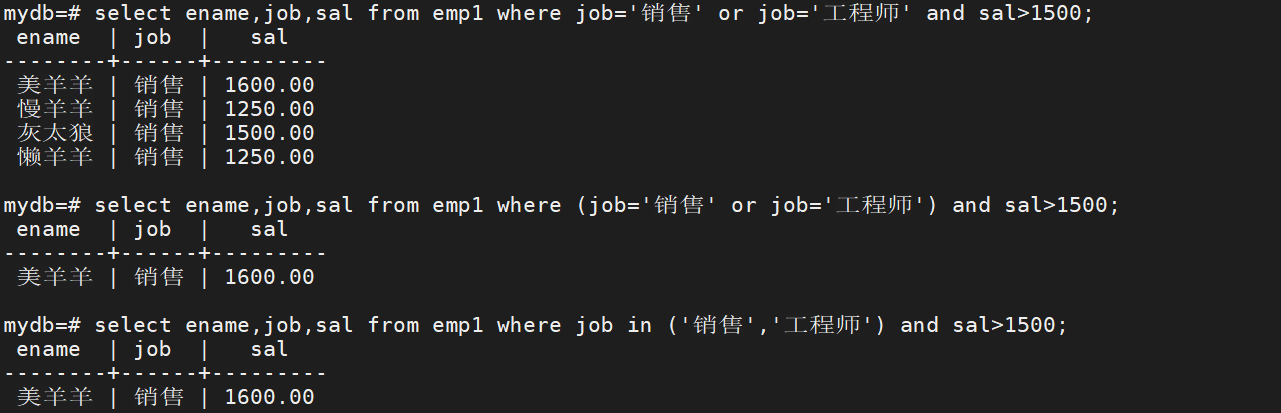 mydb=# select ename,job,sal from emp1 where job='销售' or job='工程师' and sal>1500;
 ename  | job  |   sal
--------+------+---------
 美羊羊 | 销售 | 1600.00
 慢羊羊 | 销售 | 1250.00
 灰太狼 | 销售 | 1500.00
 懒羊羊 | 销售 | 1250.00

mydb=# select ename,job,sal from emp1 where (job='销售' or job='工程师') and sal>1500;
 ename  | job  |   sal
--------+------+---------
 美羊羊 | 销售 | 1600.00

mydb=# select ename,job,sal from emp1 where job in ('销售','工程师') and sal>1500;
 ename  | job  |   sal
--------+------+---------
 美羊羊 | 销售 | 1600.00